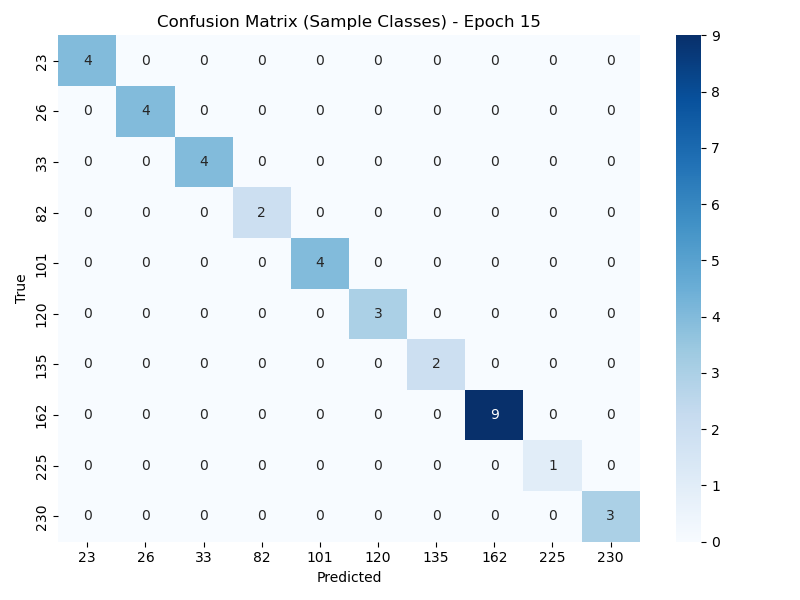 Confusion Matrix (Sample Classes) - Epoch 15
True
23 4 0 0 0 0 0 0 0 0 0
26 0 4 0 0 0 0 0 0 0 0
33 0 0 4 0 0 0 0 0 0 0
82 0 0 0 2 0 0 0 0 0 0
101 0 0 0 0 4 0 0 0 0 0
120 0 0 0 0 0 3 0 0 0 0
135 0 0 0 0 0 0 2 0 0 0
162 0 0 0 0 0 0 0 9 0 0
225 0 0 0 0 0 0 0 0 1 0
230 0 0 0 0 0 0 0 0 0 3
23 26 33 82 101 120 135 162 225 230
Predicted
9
8
7
6
5
4
3
2
1
0